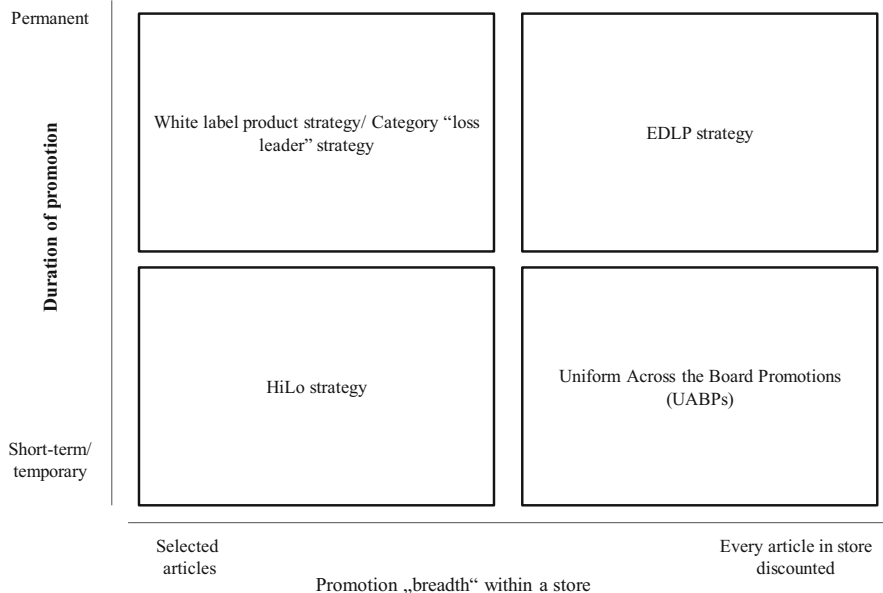 Permanent
White label product strategy/ Category “loss
leader” strategy
EDLP strategy
Duration of promotion
HiLo strategy
Uniform Across the Board Promotions
(UABPs)
Short-term/
temporary
Selected
articles
Every article in store
discounted
Promotion „breadth“ within a store